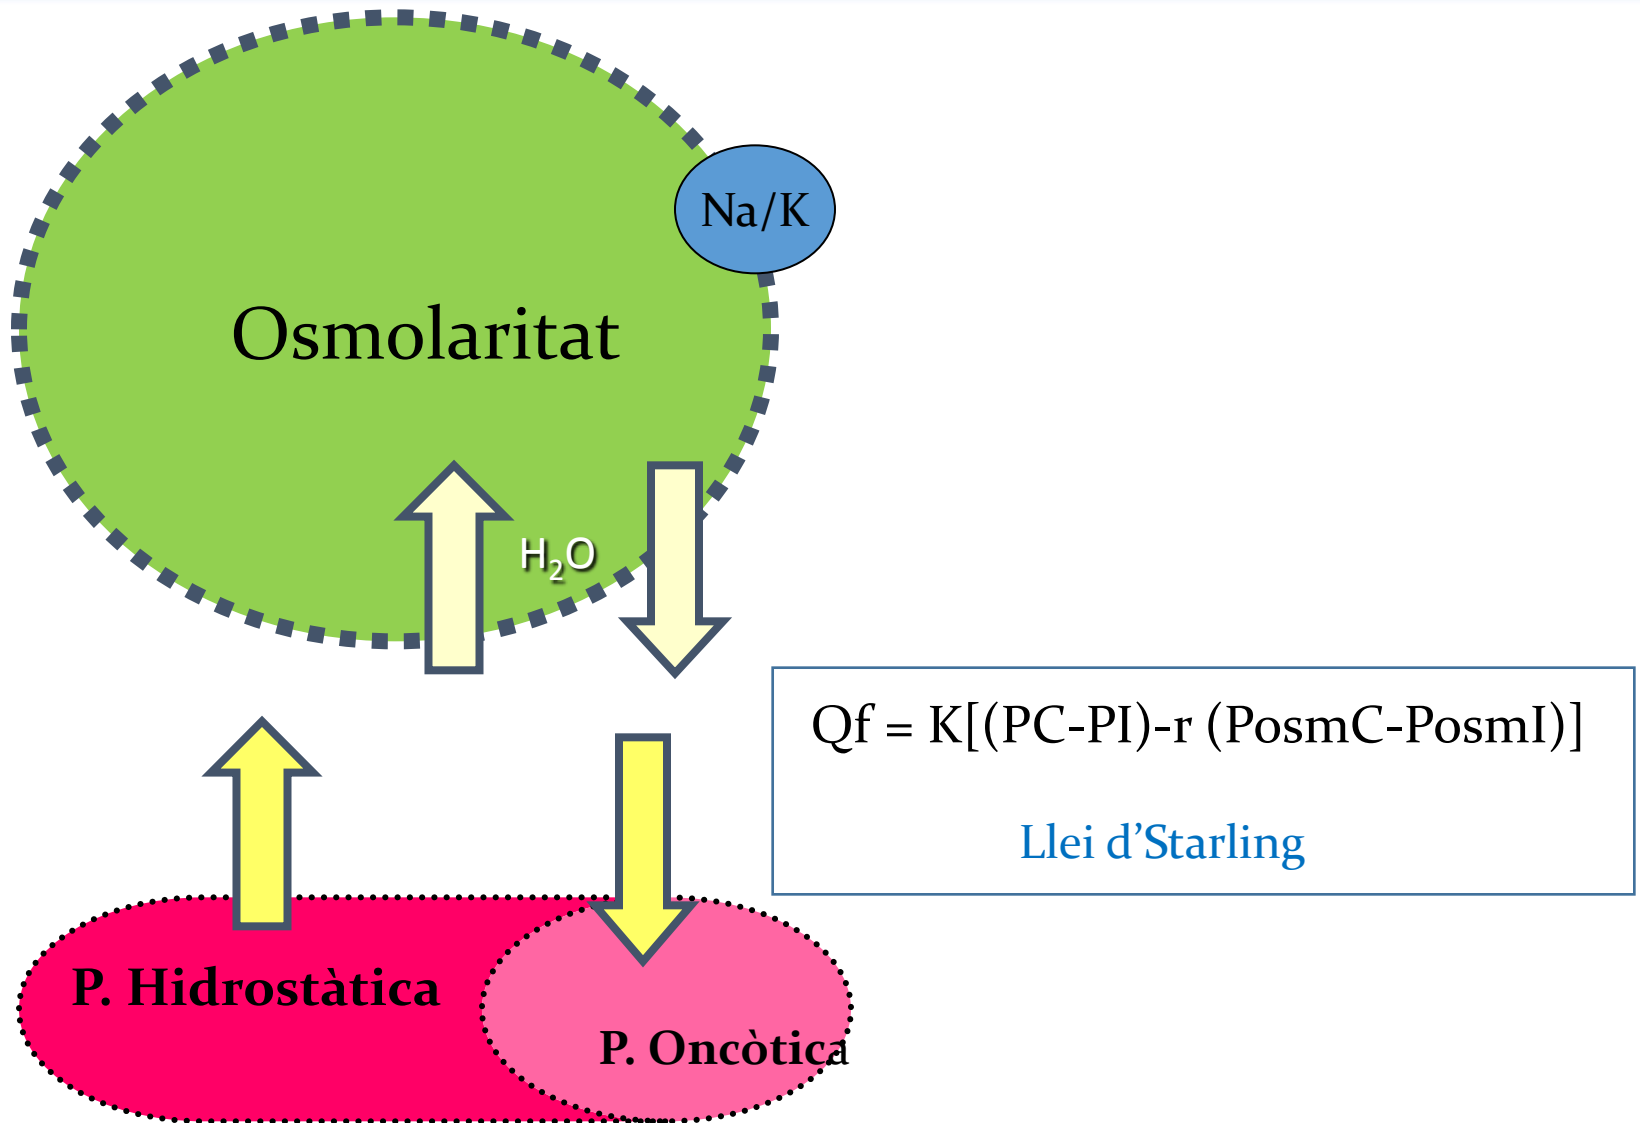 Na/K
Osmolaritat
H₂O
Qf = K[(PC-PI)-r (PosmC-PosmI)]
Llei d’Starling
P. Hidrostàtica
P. Oncòtica